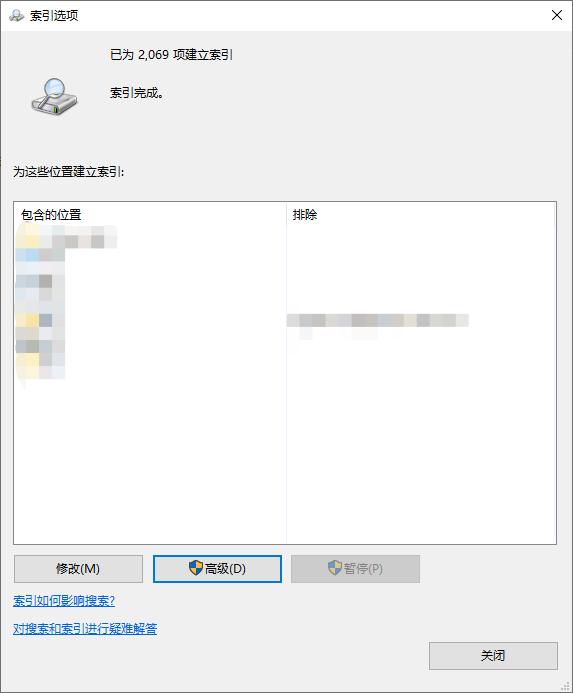 索引选项
已为 2,069 项建立索引
索引完成。
为这些位置建立索引:
包含的位置 排除
修改(M) 高级(D) 暂停(P)
索引如何影响搜索?
对搜索和索引进行疑难解答
关闭